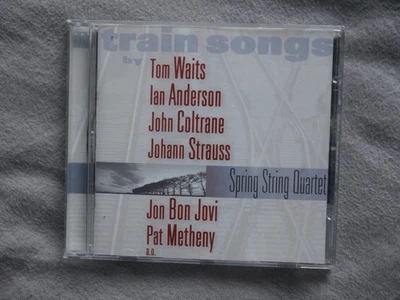 train songs
by
Tom Waits
Ian Anderson
John Coltrane
Johann Strauss
Spring String Quartet
Jon Bon Jovi
Pat Metheny
a.o.